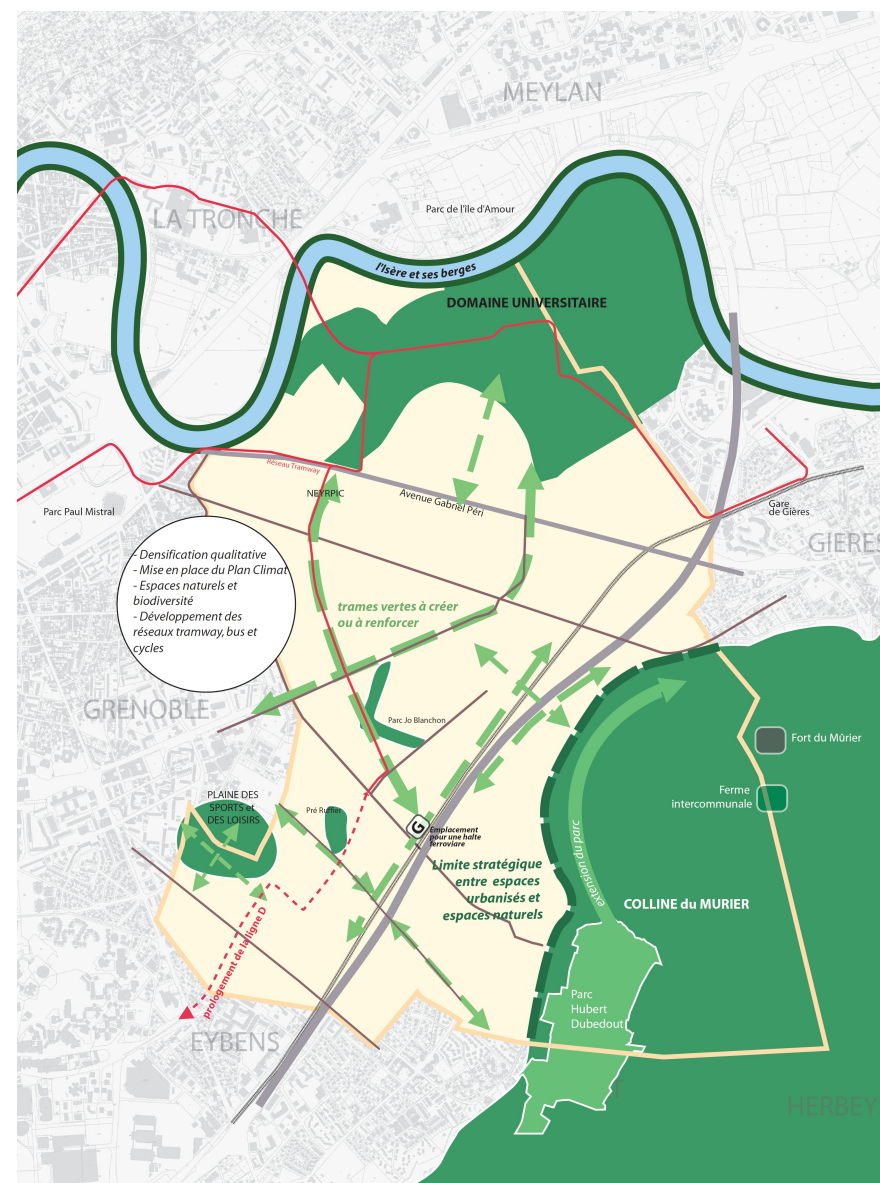 MEYLAN
Parc de l'île d'Amour
LA TRONCHE
l'Isère et ses berges
DOMAINE UNIVERSITAIRE
Réseau Tramway
NEYRPIC
Avenue Gabriel Péri
Parc Paul Mistral
Gare
de Gières
GIERES
- Densification qualitative
- Mise en place du Plan Climat
- Espaces naturels et
biodiversité
- Développement des
réseaux tramway, bus et
cycles
trames vertes à créer
ou à renforcer
GRENOBLE
Parc Jo Blanchon
Fort du Mûrier
PLAINE DES
SPORTS et
DES LOISIRS
Pré Ruffier
Ferme
intercommunale
G
Emplacement
pour une halte
ferroviare
Limite stratégique
entre espaces
urbanisés et
espaces naturels
extension du parc
COLLINE du MURIER
prologement de la ligne D
Parc
Hubert
Dubedout
EYBENS
HERBEY